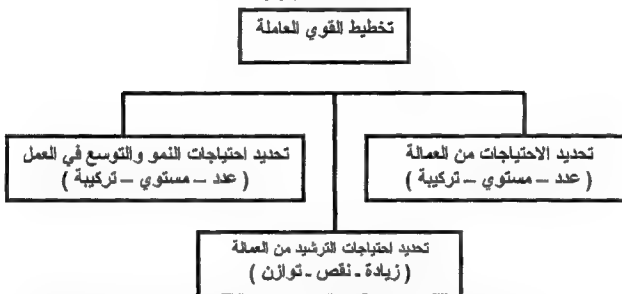 تخطيط القوي العاملة
تحديد الاحتياجات من العمالة
( عدد – مستوي – تركيبة )
تحديد احتياجات النمو والتوسع في العمل
( عدد – مستوي – تركيبة )
تحديد احتياجات الترشيد من العمالة
( زيادة - نقص - توازن )